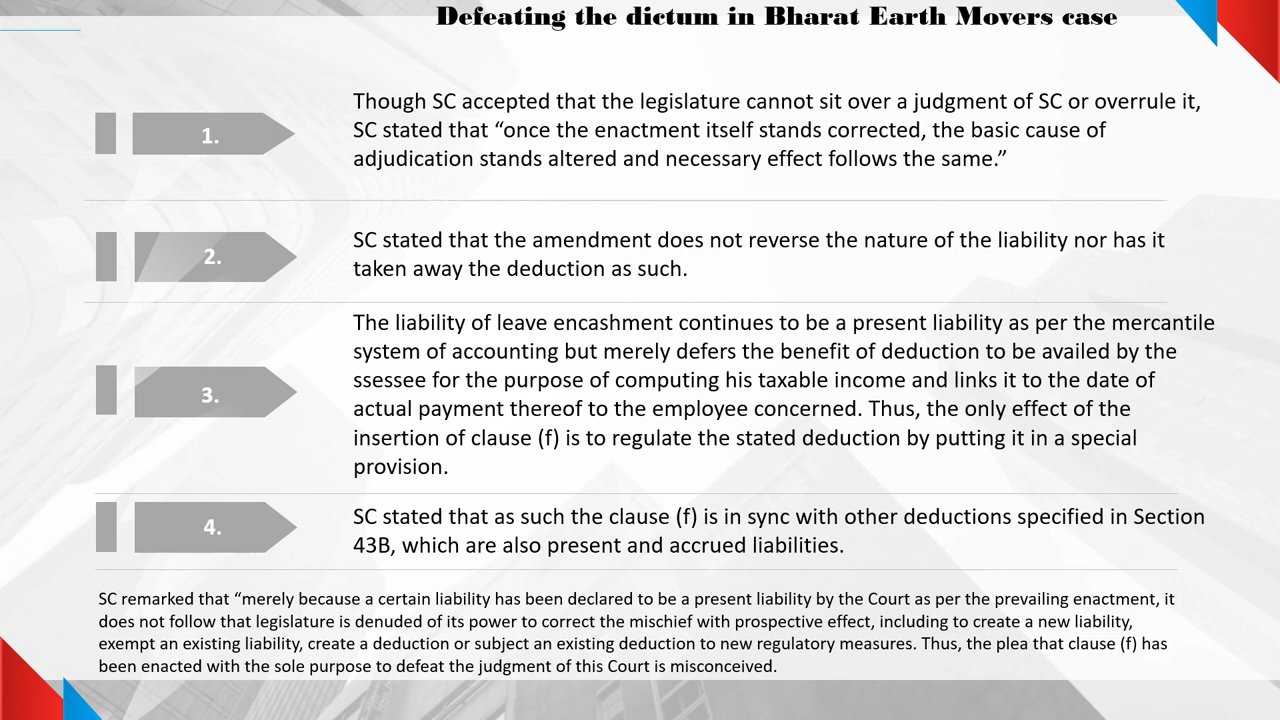 Defeating the dictum in Bharat Earth Movers case
1.
Though SC accepted that the legislature cannot sit over a judgment of SC or overrule it,
SC stated that “once the enactment itself stands corrected, the basic cause of
adjudication stands altered and necessary effect follows the same.”
2.
SC stated that the amendment does not reverse the nature of the liability nor has it
taken away the deduction as such.
3.
The liability of leave encashment continues to be a present liability as per the mercantile
system of accounting but merely defers the benefit of deduction to be availed by the
ssessee for the purpose of computing his taxable income and links it to the date of
actual payment thereof to the employee concerned. Thus, the only effect of the
insertion of clause (f) is to regulate the stated deduction by putting it in a special
provision.
4.
SC stated that as such the clause (f) is in sync with other deductions specified in Section
43B, which are also present and accrued liabilities.
SC remarked that “merely because a certain liability has been declared to be a present liability by the Court as per the prevailing enactment, it
does not follow that legislature is denuded of its power to correct the mischief with prospective effect, including to create a new liability,
exempt an existing liability, create a deduction or subject an existing deduction to new regulatory measures. Thus, the plea that clause (f) has
been enacted with the sole purpose to defeat the judgment of this Court is misconceived.